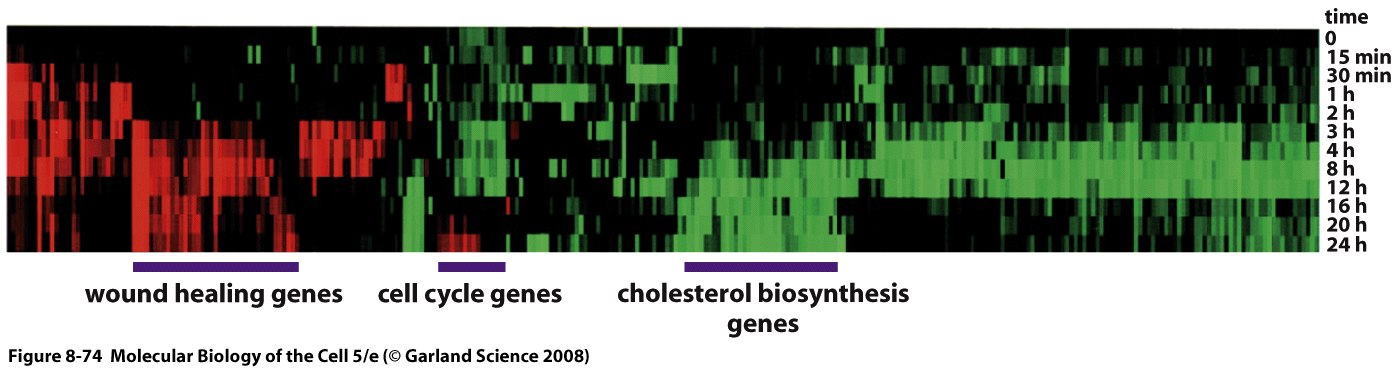 time
0
15 min
30 min
1 h
2 h
3 h
4 h
8 h
12 h
16 h
20 h
24 h
wound healing genes
cell cycle genes
cholesterol biosynthesis
genes
Figure 8-74 Molecular Biology of the Cell 5/e (© Garland Science 2008)